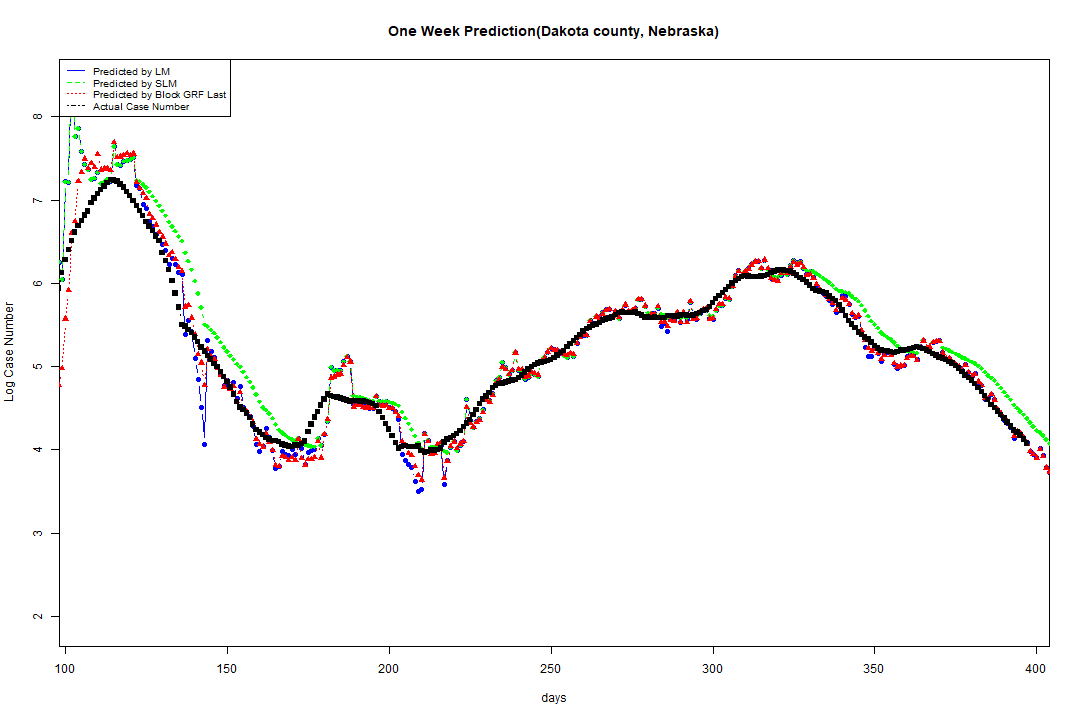 One Week Prediction(Dakota county, Nebraska)
Predicted by LM
Predicted by SLM
Predicted by Block GRF Last
Actual Case Number
8
7
6
5
4
3
2
Log Case Number
100 150 200 250 300 350 400
days